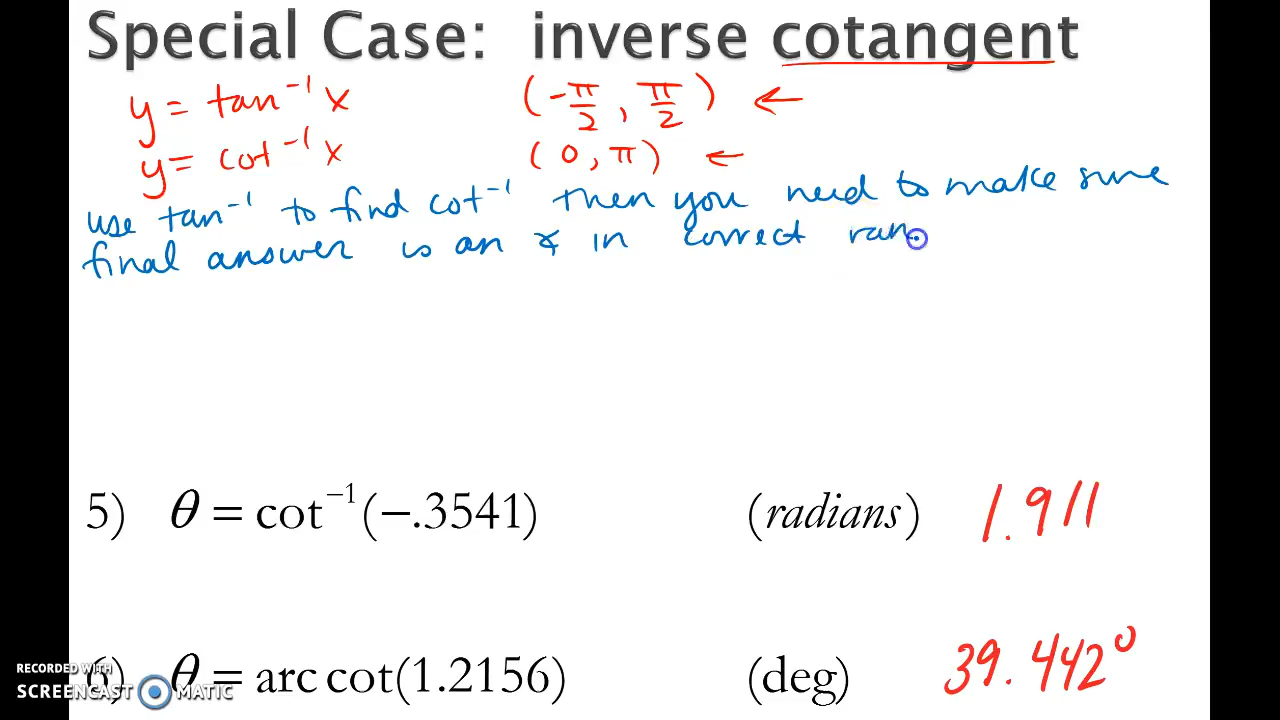 Special Case: inverse cotangent
y = tan⁻¹ x (-π/2, π/2) ←
y = cot⁻¹ x (0, π) ←
use tan⁻¹ to find cot⁻¹ then you need to make sure
final answer is an ∢ in correct ran
5) θ = cot⁻¹(−.3541) (radians) 1.911
6) θ = arc cot(1.2156) (deg) 39.442°
RECORDED WITH
SCREENCAST MATIC